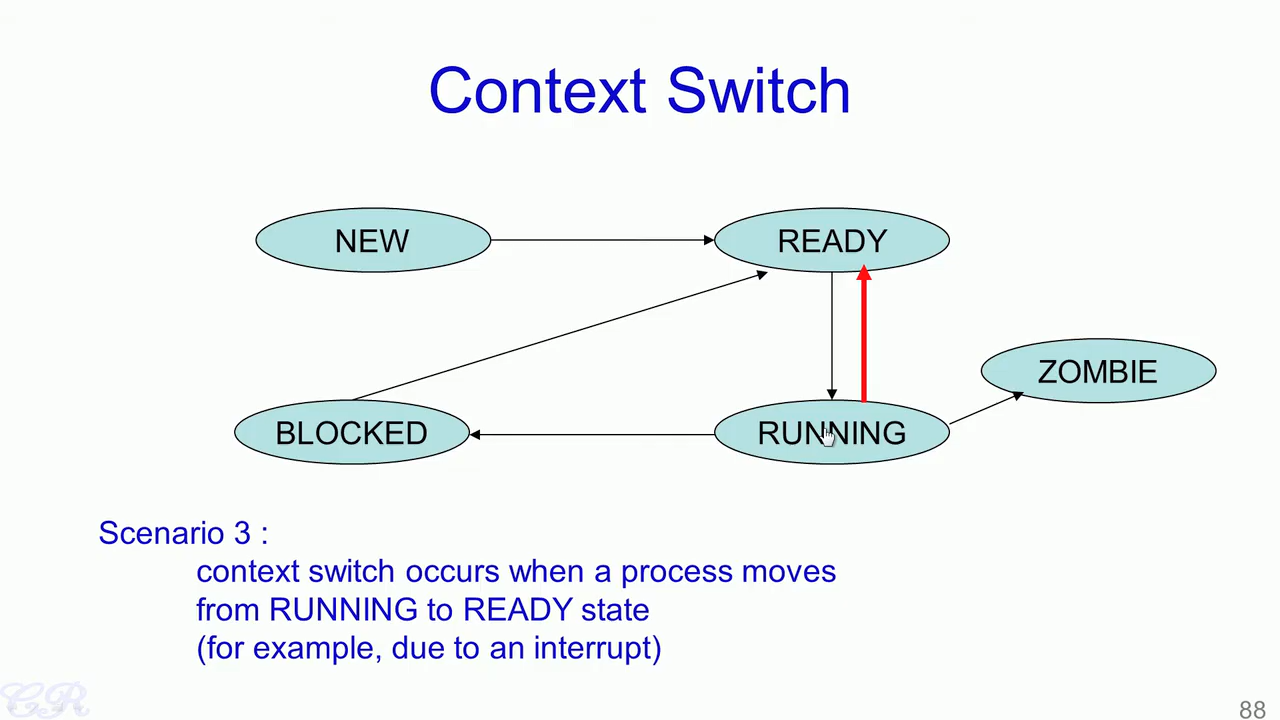 Context Switch
NEW
READY
ZOMBIE
BLOCKED
RUNNING
Scenario 3 :
context switch occurs when a process moves
from RUNNING to READY state
(for example, due to an interrupt)
CR
88